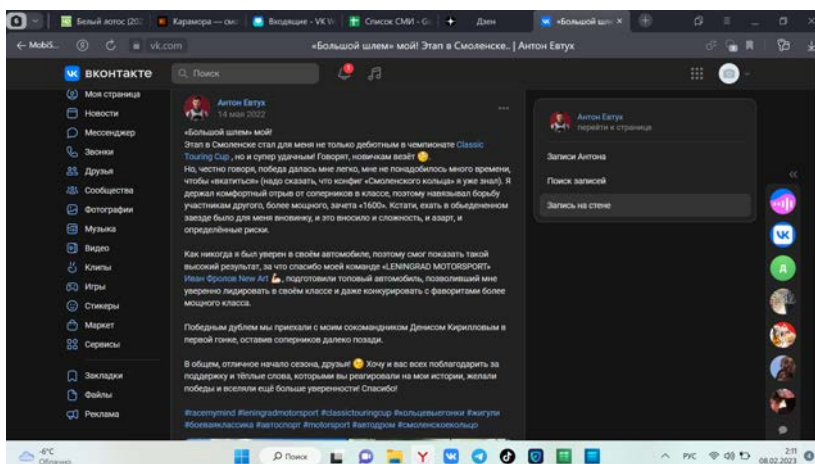 Белый лотос (202
Карамора — смо
Входящие - VK W
Список СМИ - Go
Дзен
«Большой шле
← MobiS...
vk.com
«Большой шлем» мой! Этап в Смоленске.. | Антон Евтух
ВКОНТАКТЕ
Поиск
Моя страница
Новости
Мессенджер
Звонки
Друзья
Сообщества
Фотографии
Музыка
Видео
Клипы
Игры
Стикеры
Маркет
Сервисы
Закладки
Файлы
Реклама
Антон Евтух
14 мая 2022
«Большой шлем» мой!
Этап в Смоленске стал для меня не только дебютным в чемпионате Classic
Touring Cup , но и супер удачным! Говорят, новичкам везёт 😉.
Но, честно говоря, победа далась мне легко, мне не понадобилось много времени,
чтобы «вкатиться» (надо сказать, что конфиг «Смоленского кольца» я уже знал). Я
держал комфортный отрыв от соперников в классе, поэтому навязывал борьбу
участникам другого, более мощного, зачета «1600». Кстати, ехать в объеденённом
заезде было для меня вновинку, и это вносило и сложность, и азарт, и
определённые риски.
Как никогда я был уверен в своём автомобиле, поэтому смог показать такой
высокий результат, за что спасибо моей команде «LENINGRAD MOTORSPORT»
Иван Фролов New Art 💪🏻, подготовили топовый автомобиль, позволивший мне
уверенно лидировать в своём классе и даже конкурировать с фаворитами более
мощного класса.
Победным дублем мы приехали с моим сокомандником Денисом Кирилловым в
первой гонке, оставив соперников далеко позади.
В общем, отличное начало сезона, друзья! 😊 Хочу и вас всех поблагодарить за
поддержку и тёплые слова, которыми вы реагировали на мои истории, желали
победы и вселяли ещё больше уверенности! Спасибо!
#racemymind #leningradmotorsport #classictouringcup #кольцевыегонки #жигули
#боеваяклассика #автоспорт #motorsport #автодром #смоленскоекольцо
Антон Евтух
перейти к странице
Записи Антона
Поиск записей
Запись на стене
-6°C
Облачно
Поиск
РУС
2:11
08.02.2023